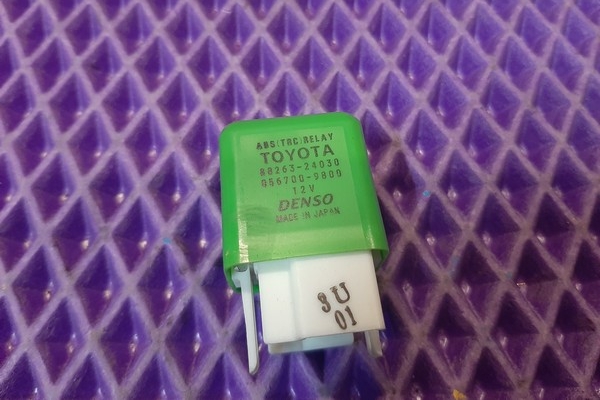 ABS(TRC)RELAY
TOYOTA
88263-24030
056700-9800
12V
DENSO
MADE IN JAPAN
9U
01